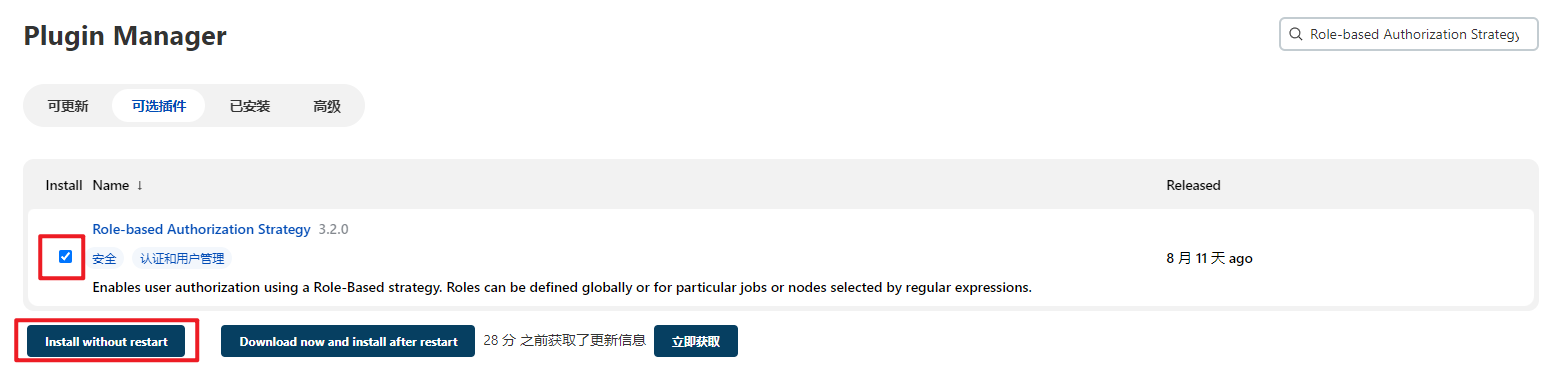 Plugin Manager
Role-based Authorization Strategy
可更新 可选插件 已安装 高级
Install Name ↓ Released
Role-based Authorization Strategy 3.2.0
安全 认证和用户管理
8 月 11 天 ago
Enables user authorization using a Role-Based strategy. Roles can be defined globally or for particular jobs or nodes selected by regular expressions.
Install without restart Download now and install after restart 28 分 之前获取了更新信息 立即获取